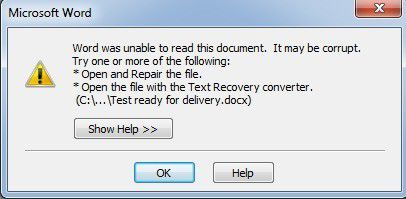 Microsoft Word
Word was unable to read this document.  It may be corrupt.
Try one or more of the following:
* Open and Repair the file.
* Open the file with the Text Recovery converter.
(C:\...\Test ready for delivery.docx)
Show Help >>
OK
Help